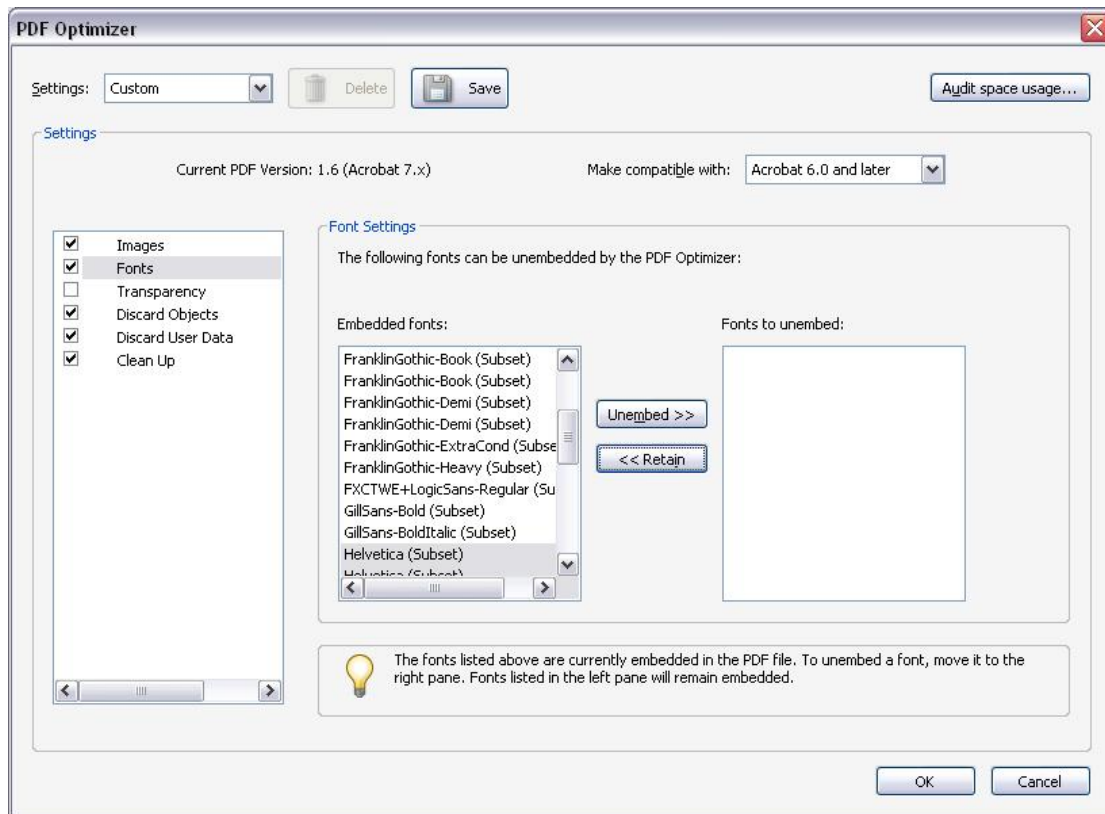 PDF Optimizer
Settings: Custom Delete Save Audit space usage...
Settings
Current PDF Version: 1.6 (Acrobat 7.x) Make compatible with: Acrobat 6.0 and later
Images
Fonts
Transparency
Discard Objects
Discard User Data
Clean Up
Font Settings
The following fonts can be unembedded by the PDF Optimizer:
Embedded fonts:
FranklinGothic-Book (Subset)
FranklinGothic-Book (Subset)
FranklinGothic-Demi (Subset)
FranklinGothic-Demi (Subset)
FranklinGothic-ExtraCond (Subse
FranklinGothic-Heavy (Subset)
FXCTWE+LogicSans-Regular (Su
GillSans-Bold (Subset)
GillSans-BoldItalic (Subset)
Helvetica (Subset)
Helvetica (Subset)
Unembed >>
<< Retain
Fonts to unembed:
The fonts listed above are currently embedded in the PDF file. To unembed a font, move it to the
right pane. Fonts listed in the left pane will remain embedded.
OK Cancel